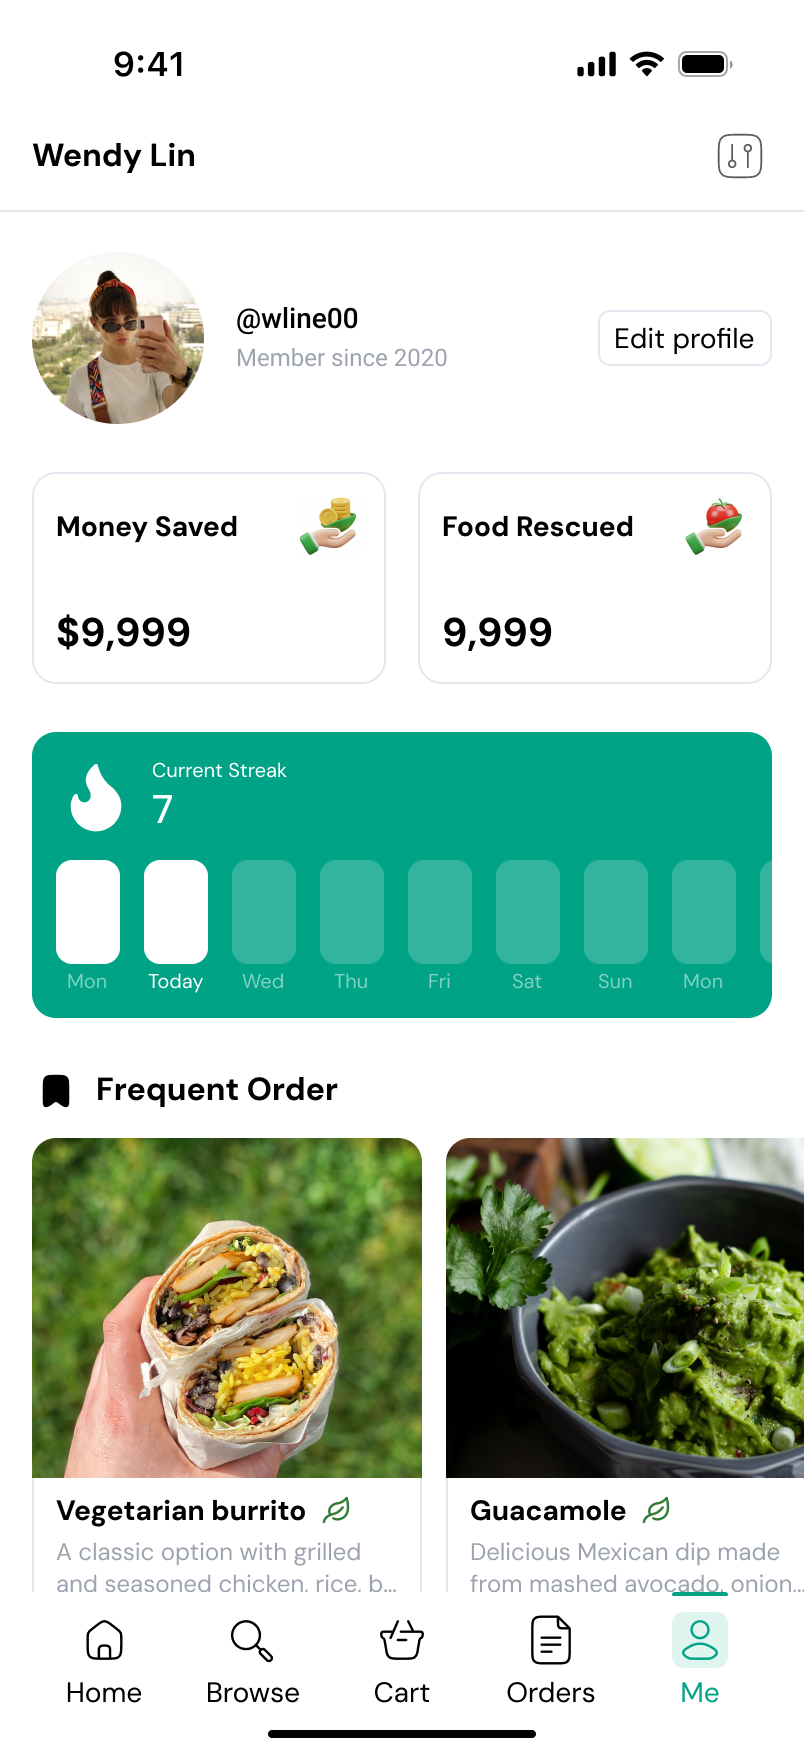 9:41
Wendy Lin
@wline00
Member since 2020
Edit profile
Money Saved
$9,999
Food Rescued
9,999
Current Streak
7
Mon Today Wed Thu Fri Sat Sun Mon
Frequent Order
Vegetarian burrito
A classic option with grilled
and seasoned chicken, rice, b...
Guacamole
Delicious Mexican dip made
from mashed avocado, onion...
Home Browse Cart Orders Me